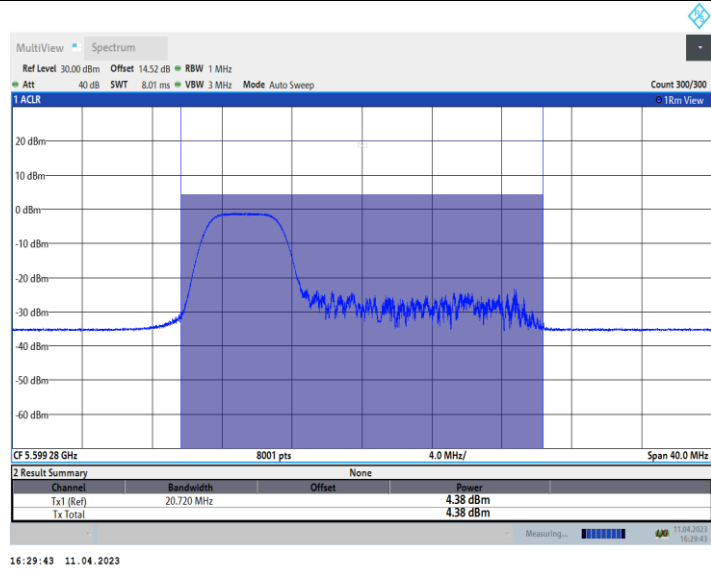 MultiView Spectrum
Ref Level 30.00 dBm Offset 14.52 dB RBW 1 MHz
Att 40 dB SWT 8.01 ms VBW 3 MHz Mode Auto Sweep Count 300/300
1 ACLR 1Rm View
20 dBm
10 dBm
0 dBm
-10 dBm
-20 dBm
-30 dBm
-40 dBm
-50 dBm
-60 dBm
CF 5.599 28 GHz 8001 pts 4.0 MHz/ Span 40.0 MHz
2 Result Summary None
Channel Bandwidth Offset Power
Tx1 (Ref) 20.720 MHz 4.38 dBm
Tx Total 4.38 dBm
Measuring... 11.04.2023
16:29:43
16:29:43 11.04.2023